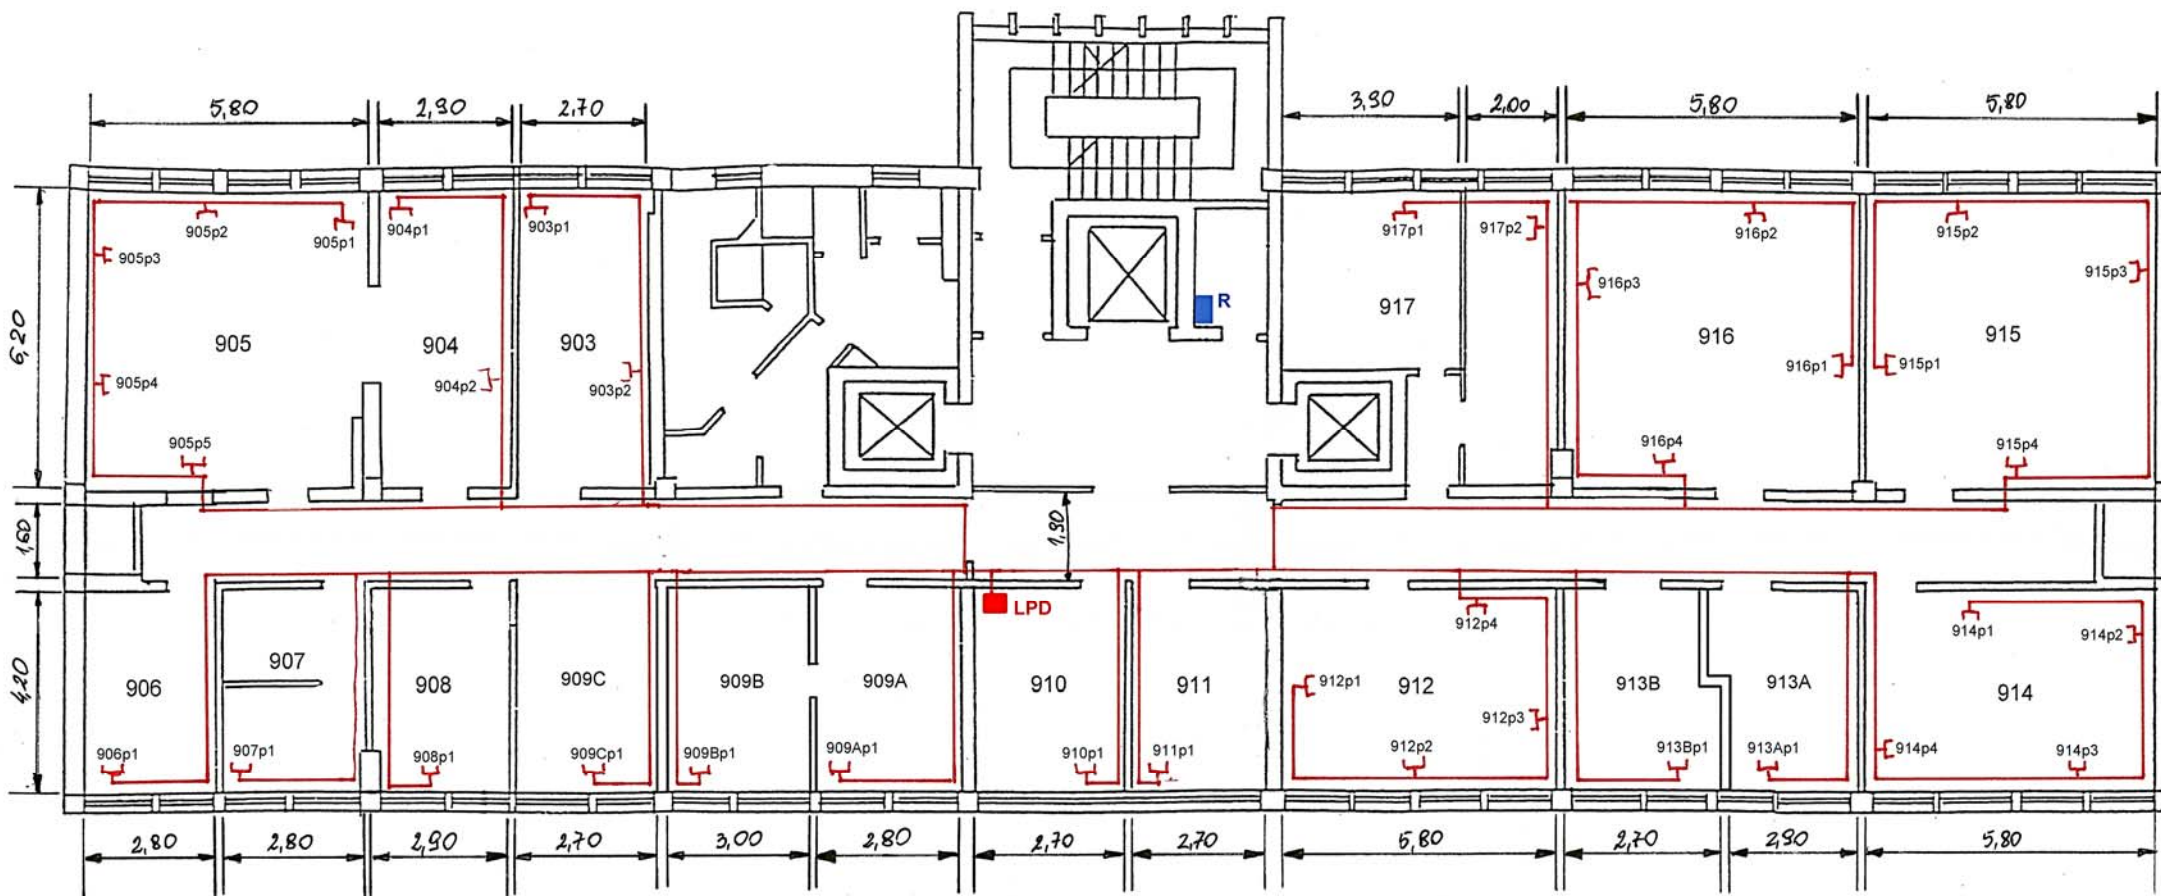 5,80
2,90
2,70
3,90
2,00
5,80
5,80
905p2
905p1
904p1
903p1
917p1
917p2
916p2
915p2
905p3
916p3
915p3
R
917
905
904
903
916
915
6,20
905p4
904p2
903p2
916p1
915p1
905p5
916p4
915p4
1,60
1,90
LPD
912p4
914p1
914p2
4,20
906
907
908
909C
909B
909A
910
911
912p1
912
913B
913A
914
912p3
906p1
907p1
908p1
909Cp1
909Bp1
909Ap1
910p1
911p1
912p2
913Bp1
913Ap1
914p4
914p3
2,80
2,80
2,90
2,70
3,00
2,80
2,70
2,70
5,80
2,70
2,90
5,80